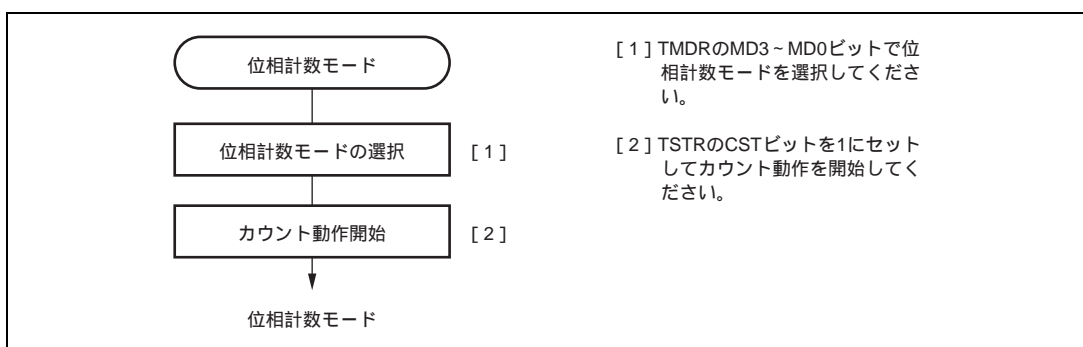 位相計数モード
位相計数モードの選択 [ 1 ]
カウント動作開始 [ 2 ]
位相計数モード
[ 1 ] TMDRのMD3 ~ MD0ビットで位
相計数モードを選択してくださ
い。
[ 2 ] TSTRのCSTビットを1にセット
してカウント動作を開始してく
ださい。